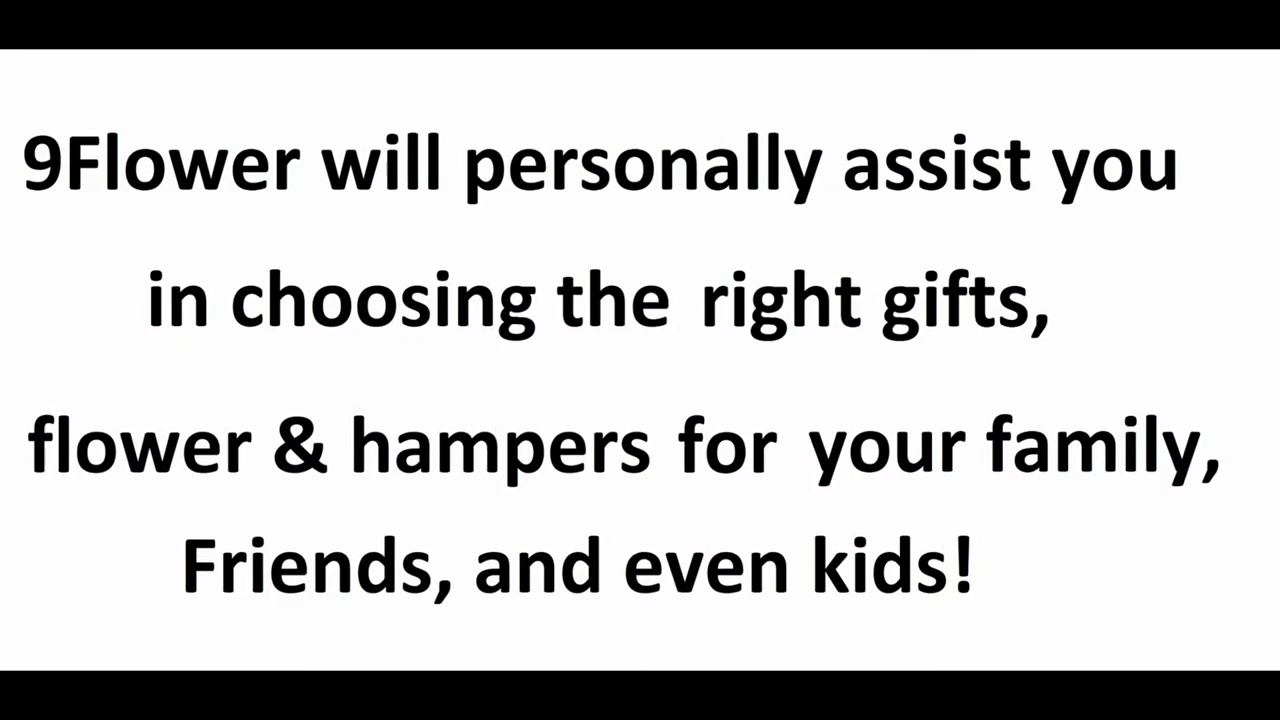 9Flower will personally assist you
in choosing the right gifts,
flower & hampers for your family,
Friends, and even kids!